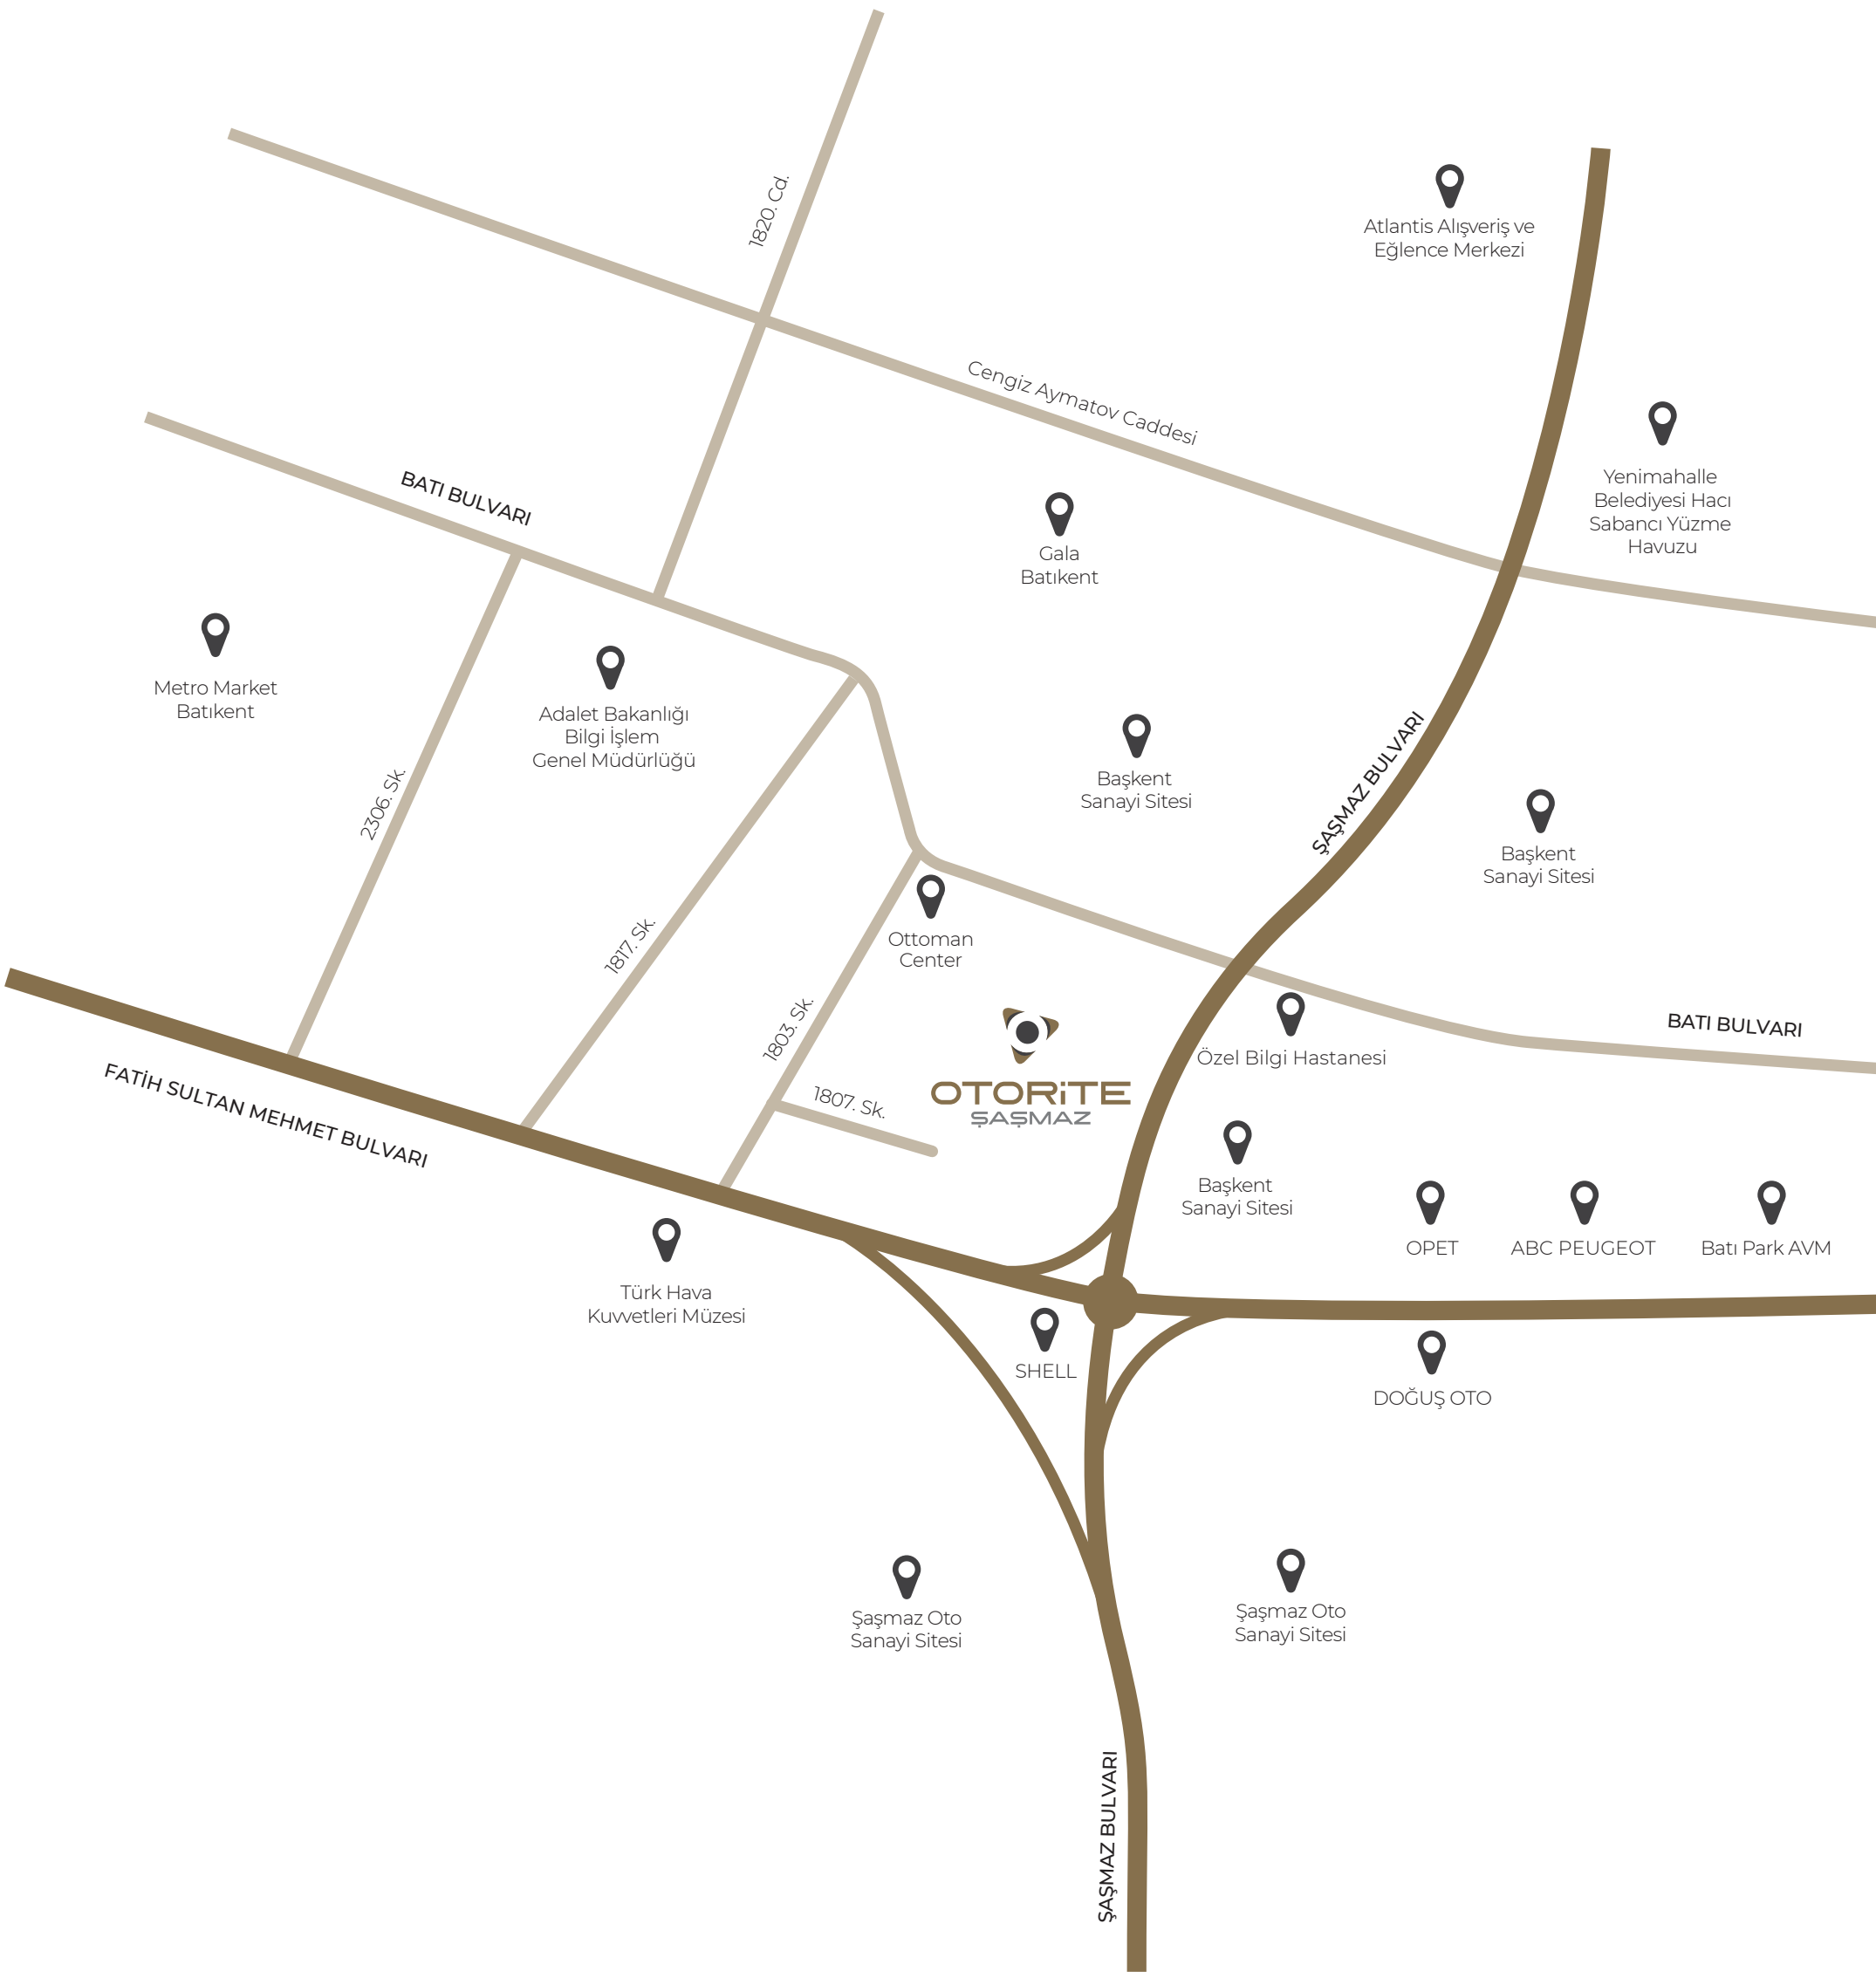 1820. Cd.
Atlantis Alışveriş ve
Eğlence Merkezi
Cengiz Aymatov Caddesi
BATI BULVARI
Yenimahalle
Belediyesi Hacı
Sabancı Yüzme
Havuzu
Gala
Batıkent
Metro Market
Batıkent
Adalet Bakanlığı
Bilgi İşlem
Genel Müdürlüğü
2306. Sk.
Başkent
Sanayi Sitesi
ŞAŞMAZ BULVARI
Başkent
Sanayi Sitesi
1817. Sk.
Ottoman
Center
1803. Sk.
BATI BULVARI
Özel Bilgi Hastanesi
FATİH SULTAN MEHMET BULVARI
1807. Sk.
OTORiTE
ŞAŞMAZ
Başkent
Sanayi Sitesi
OPET
ABC PEUGEOT
Batı Park AVM
Türk Hava
Kuvvetleri Müzesi
SHELL
DOĞUŞ OTO
Şaşmaz Oto
Sanayi Sitesi
Şaşmaz Oto
Sanayi Sitesi
ŞAŞMAZ BULVARI